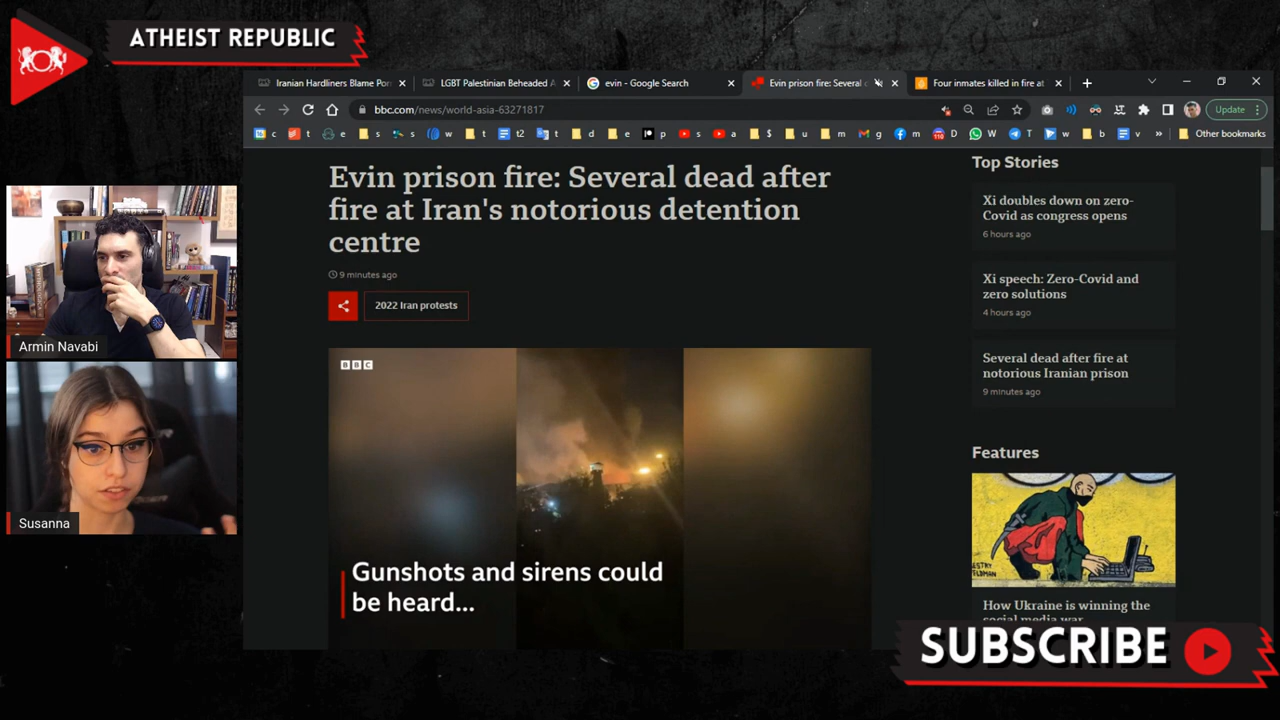 ATHEIST REPUBLIC
Iranian Hardliners Blame Por
LGBT Palestinian Beheaded A
evin - Google Search
Evin prison fire: Several
Four inmates killed in fire at
bbc.com/news/world-asia-63271817
Update
c t e s s w t t2 t d e p s a $ u m g m D W T w b v » Other bookmarks
Evin prison fire: Several dead after
fire at Iran's notorious detention
centre
9 minutes ago
2022 Iran protests
BBC
Gunshots and sirens could
be heard...
Top Stories
Xi doubles down on zero-
Covid as congress opens
6 hours ago
Xi speech: Zero-Covid and
zero solutions
4 hours ago
Several dead after fire at
notorious Iranian prison
9 minutes ago
Features
How Ukraine is winning the
social media war
Armin Navabi
Susanna
SUBSCRIBE